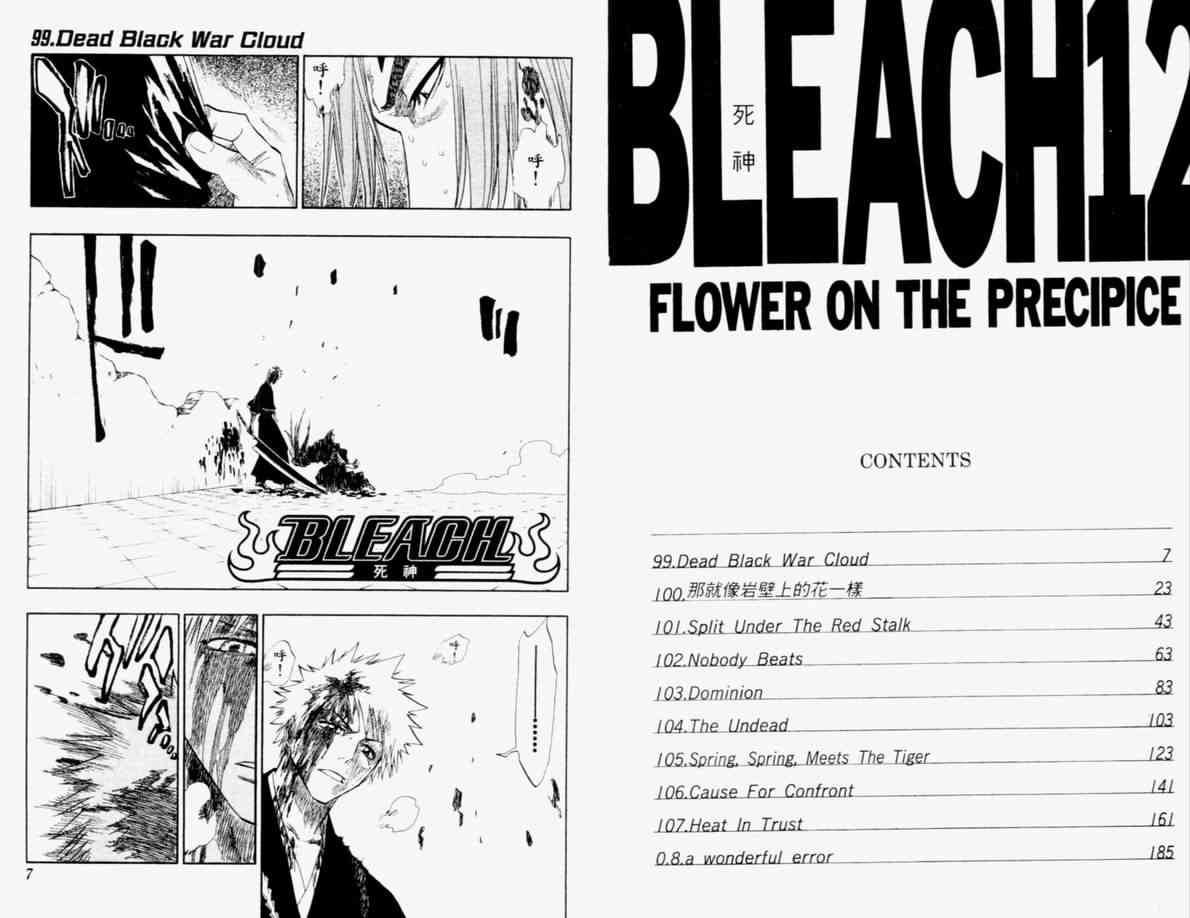 BLEACH12
死神
FLOWER ON THE PRECIPICE
CONTENTS
99.Dead Black War Cloud 7
100.那就像岩壁上的花一樣 23
101.Split Under The Red Stalk 43
102.Nobody Beats 63
103.Dominion 83
104.The Undead 103
105.Spring, Spring, Meets The Tiger 123
106.Cause For Confront 141
107.Heat In Trust 161
0.8.a wonderful error 185
99.Dead Black War Cloud
呼!
呼!
BLEACH
死神
呼!
呼!
7